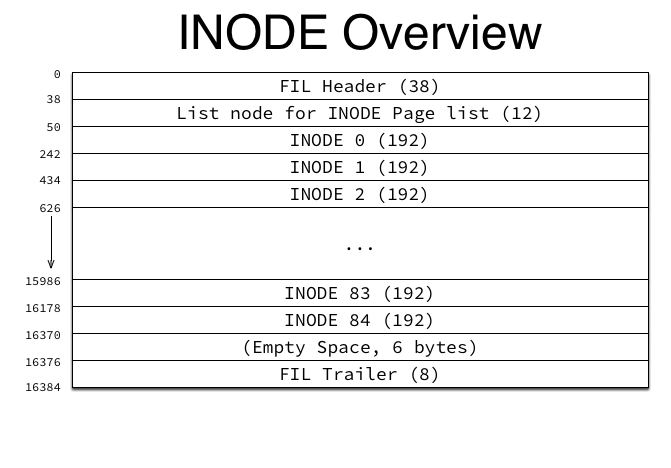 INODE Overview
0
FIL Header (38)
38
List node for INODE Page list (12)
50
INODE 0 (192)
242
INODE 1 (192)
434
INODE 2 (192)
626
...
15986
INODE 83 (192)
16178
INODE 84 (192)
16370
(Empty Space, 6 bytes)
16376
FIL Trailer (8)
16384